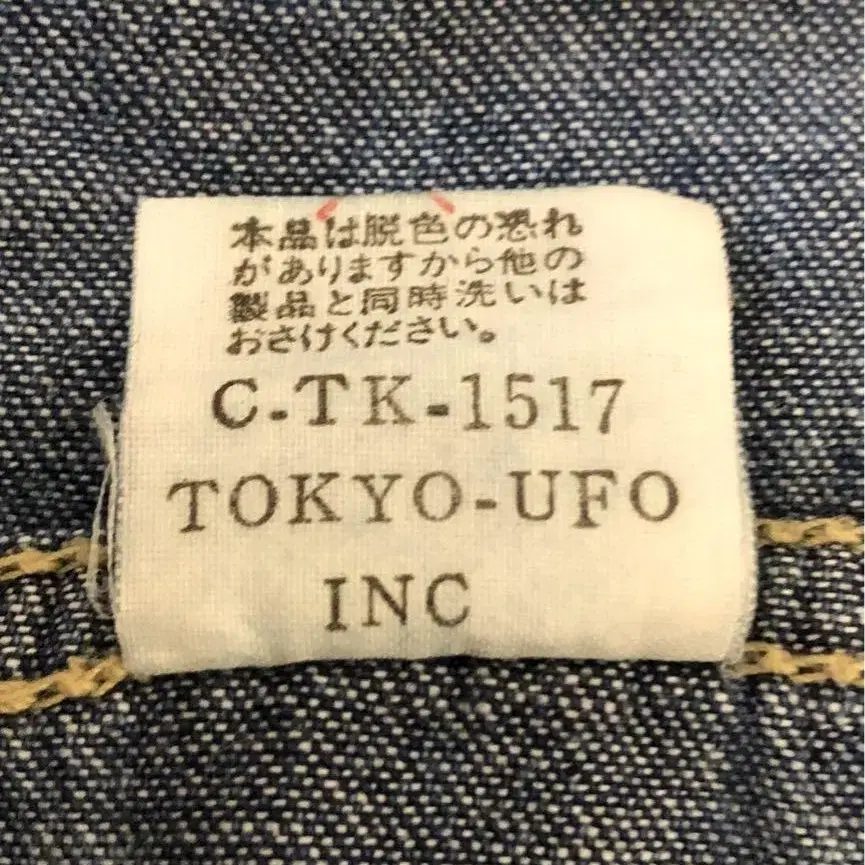 本品は脱色の恐れ
がありますから他の
製品と同時洗いは
おさけください。
C-TK-1517
TOKYO-UFO
INC